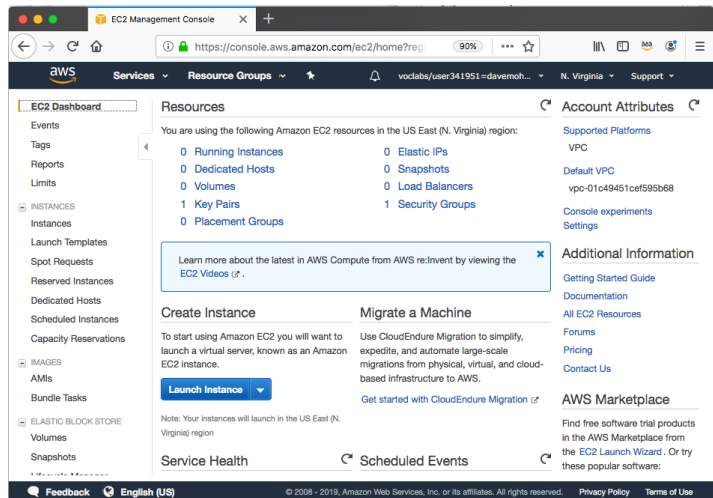 EC2 Management Console
https://console.aws.amazon.com/ec2/home?reg
90%
aws
Services
Resource Groups
voclabs/user341951=davemoh...
N. Virginia
Support
EC2 Dashboard
Events
Tags
Reports
Limits
INSTANCES
Instances
Launch Templates
Spot Requests
Reserved Instances
Dedicated Hosts
Scheduled Instances
Capacity Reservations
IMAGES
AMIs
Bundle Tasks
ELASTIC BLOCK STORE
Volumes
Snapshots
Lifecycle Manager
Resources
You are using the following Amazon EC2 resources in the US East (N. Virginia) region:
0 Running Instances
0 Dedicated Hosts
0 Volumes
1 Key Pairs
0 Placement Groups
0 Elastic IPs
0 Snapshots
0 Load Balancers
1 Security Groups
Learn more about the latest in AWS Compute from AWS re:Invent by viewing the
EC2 Videos .
Create Instance
To start using Amazon EC2 you will want to
launch a virtual server, known as an Amazon
EC2 instance.
Launch Instance
Note: Your instances will launch in the US East (N.
Virginia) region
Migrate a Machine
Use CloudEndure Migration to simplify,
expedite, and automate large-scale
migrations from physical, virtual, and cloud-
based infrastructure to AWS.
Get started with CloudEndure Migration
Service Health
Scheduled Events
Account Attributes
Supported Platforms
VPC
Default VPC
vpc-01c49451cef595b68
Console experiments
Settings
Additional Information
Getting Started Guide
Documentation
All EC2 Resources
Forums
Pricing
Contact Us
AWS Marketplace
Find free software trial products
in the AWS Marketplace from
the EC2 Launch Wizard. Or try
these popular software:
Feedback
English (US)
© 2008 - 2019, Amazon Web Services, Inc. or its affiliates. All rights reserved.
Privacy Policy
Terms of Use